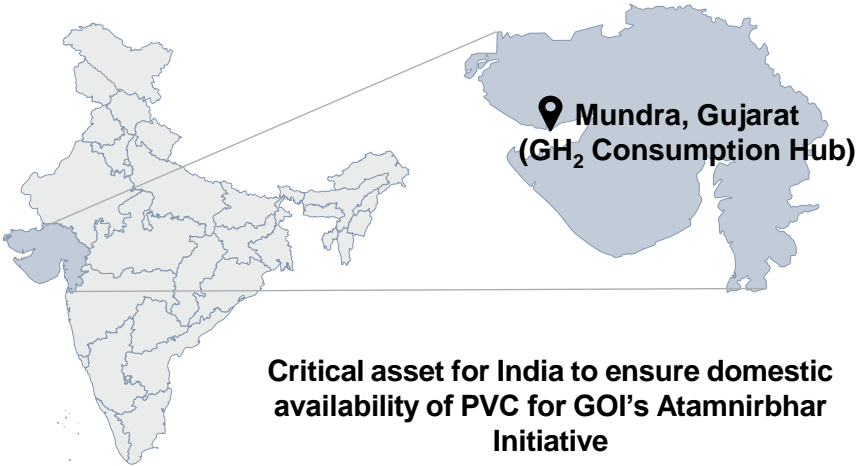 Mundra, Gujarat
(GH₂ Consumption Hub)
Critical asset for India to ensure domestic
availability of PVC for GOI's Atamnirbhar
Initiative